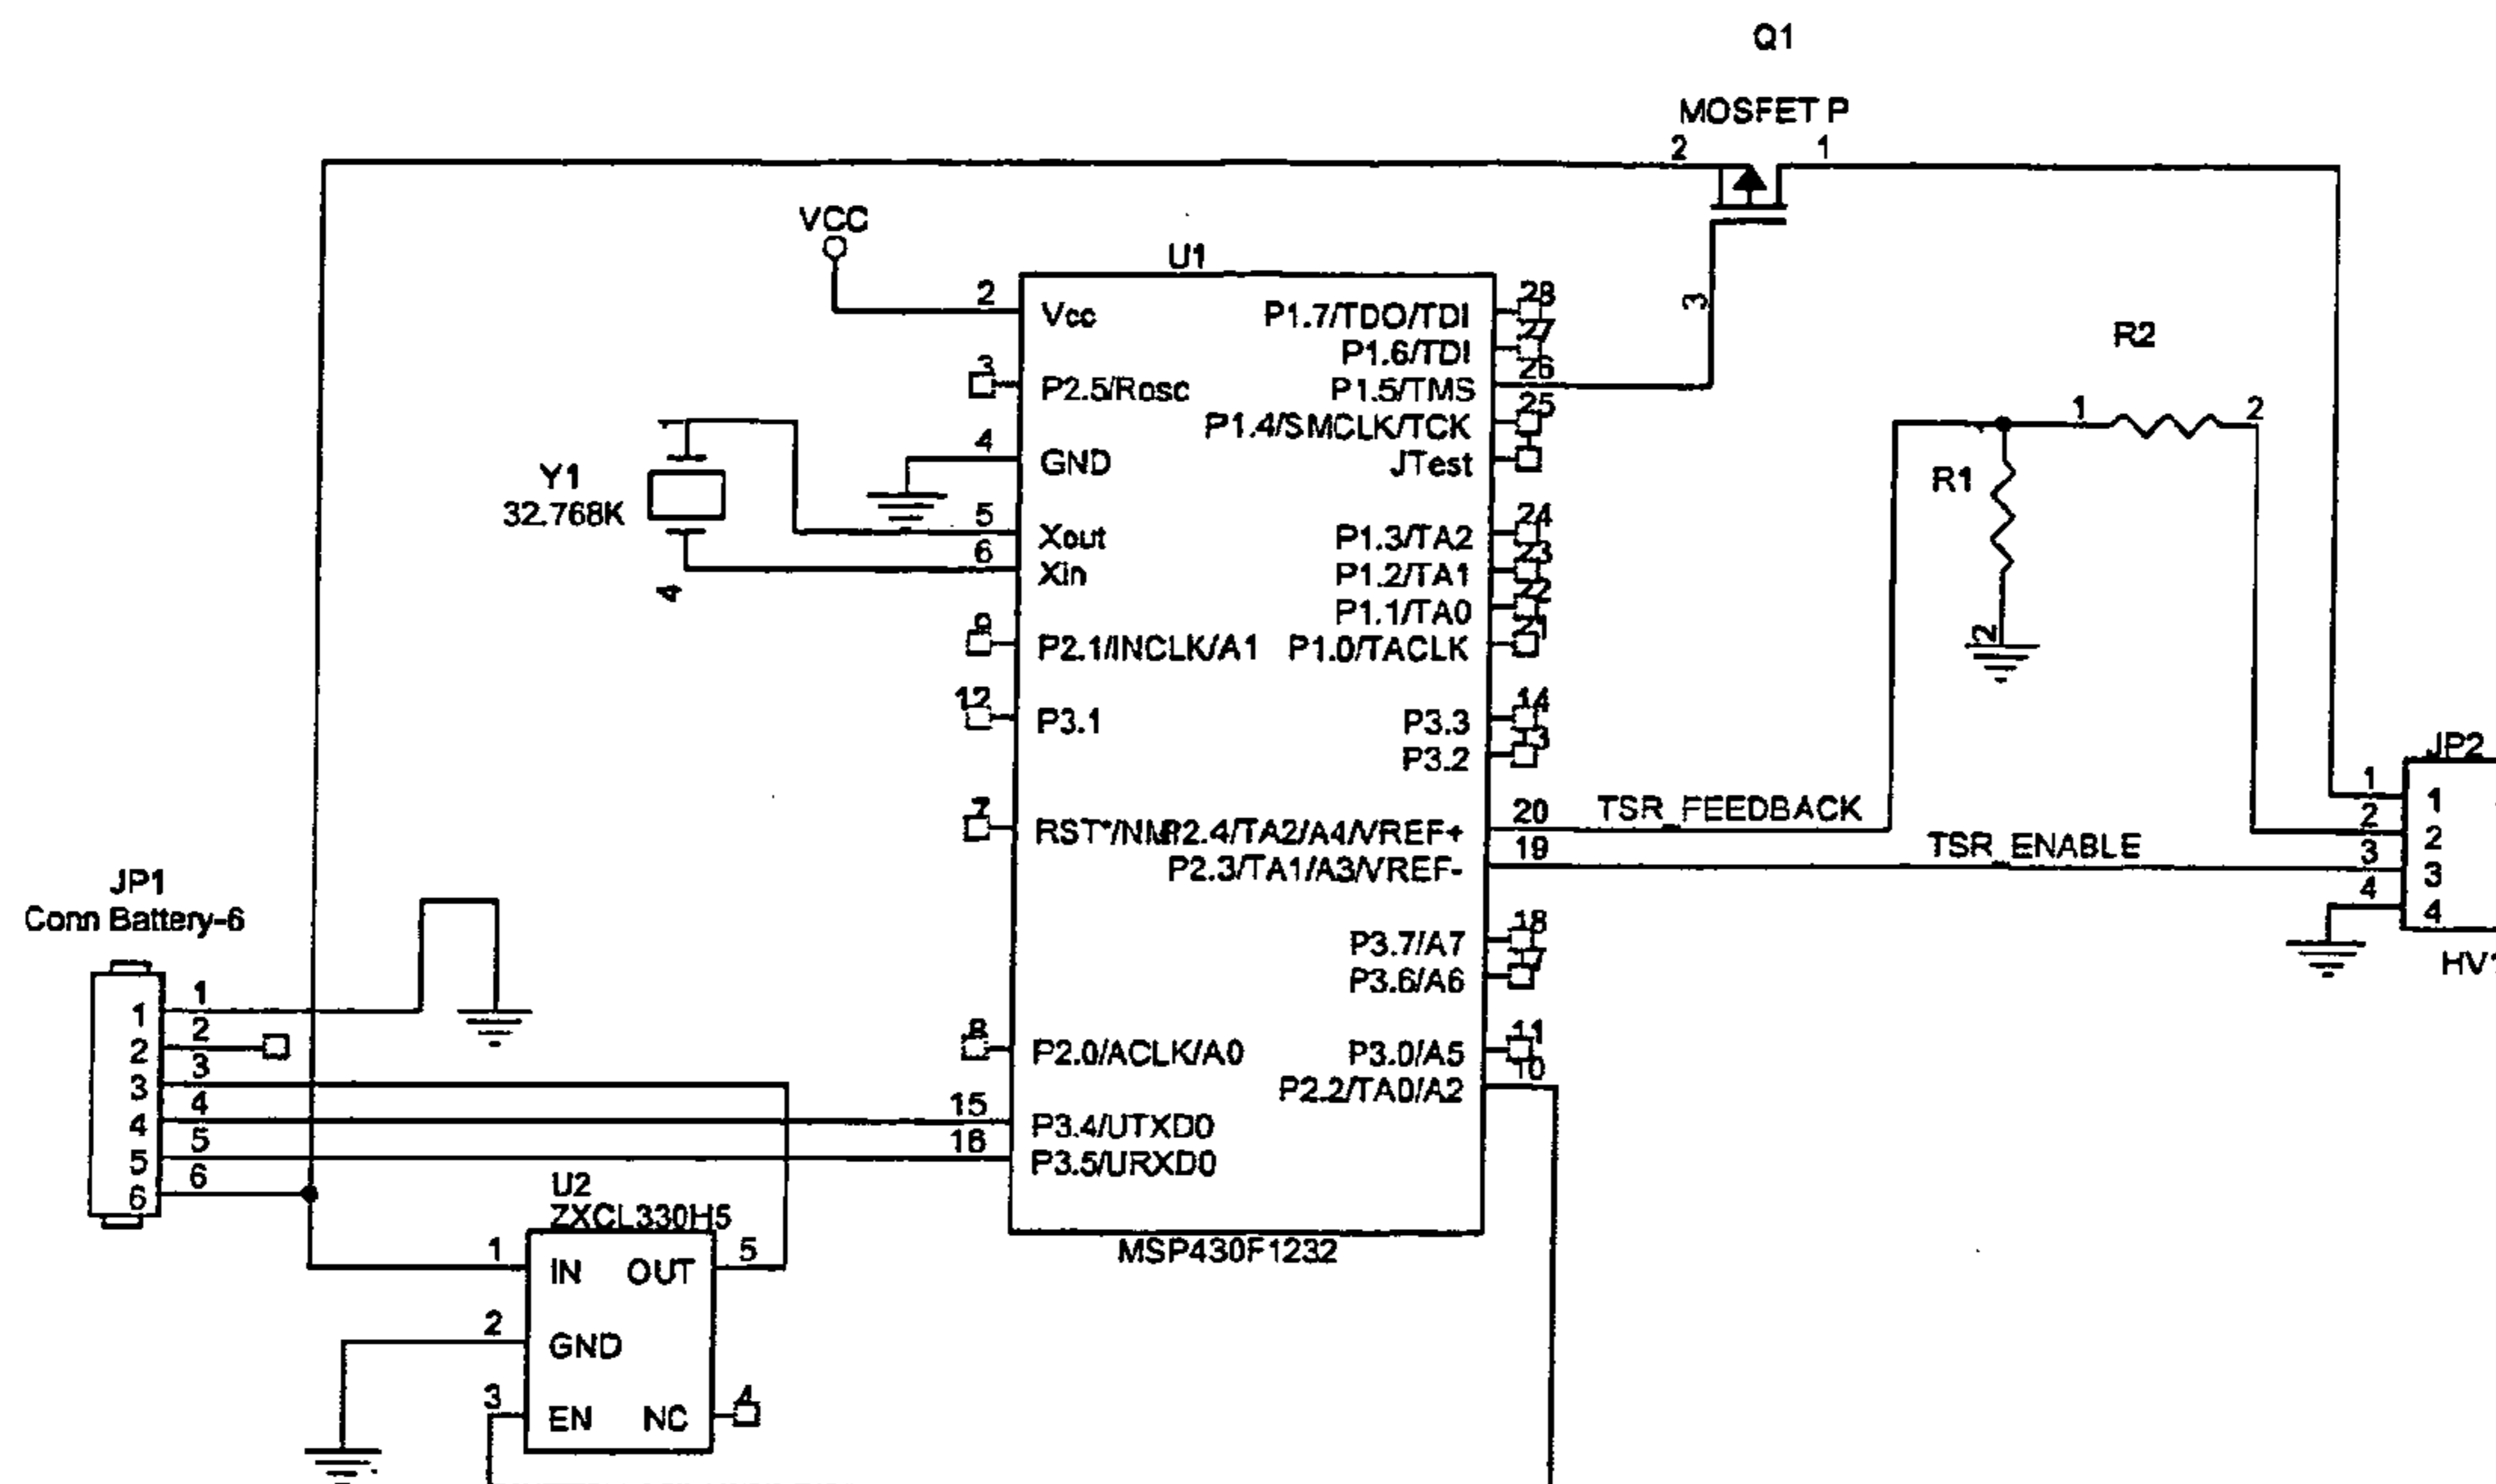 Q1
MOSFET P
2 1
3
VCC
U1
2 Vcc
3 P2.5/Rosc
4 GND
5 Xout
6 Xin
9 P2.1/INCLK/A1
12 P3.1
7 RST*/NMI
8 P2.0/ACLK/A0
15 P3.4/UTXD0
16 P3.5/URXD0
P1.7/TDO/TDI 28
P1.6/TDI 27
P1.5/TMS 26
P1.4/SMCLK/TCK 25
JTest
P1.3/TA2 24
P1.2/TA1 23
P1.1/TA0 22
P1.0/TACLK 21
P3.3 14
P3.2 13
P2.4/TA2/A4/VREF+ 20
P2.3/TA1/A3/VREF- 19
P3.7/A7 18
P3.6/A6 17
P3.0/A5 11
P2.2/TA0/A2 10
MSP430F1232
Y1
32.768K
4
R2
1 2
R1
2
TSR_FEEDBACK
TSR_ENABLE
JP2
1 1
2 2
3 3
4 4
JP1
Conn Battery-6
1 1
2 2
3 3
4 4
5 5
6 6
U2
ZXCL330H5
1 IN OUT 5
2 GND
3 EN NC 4